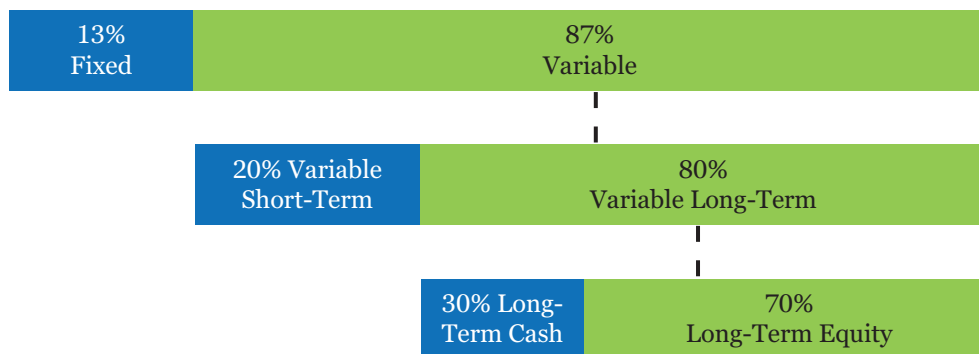 13%
Fixed
87%
Variable
20% Variable
Short-Term
80%
Variable Long-Term
30% Long-
Term Cash
70%
Long-Term Equity